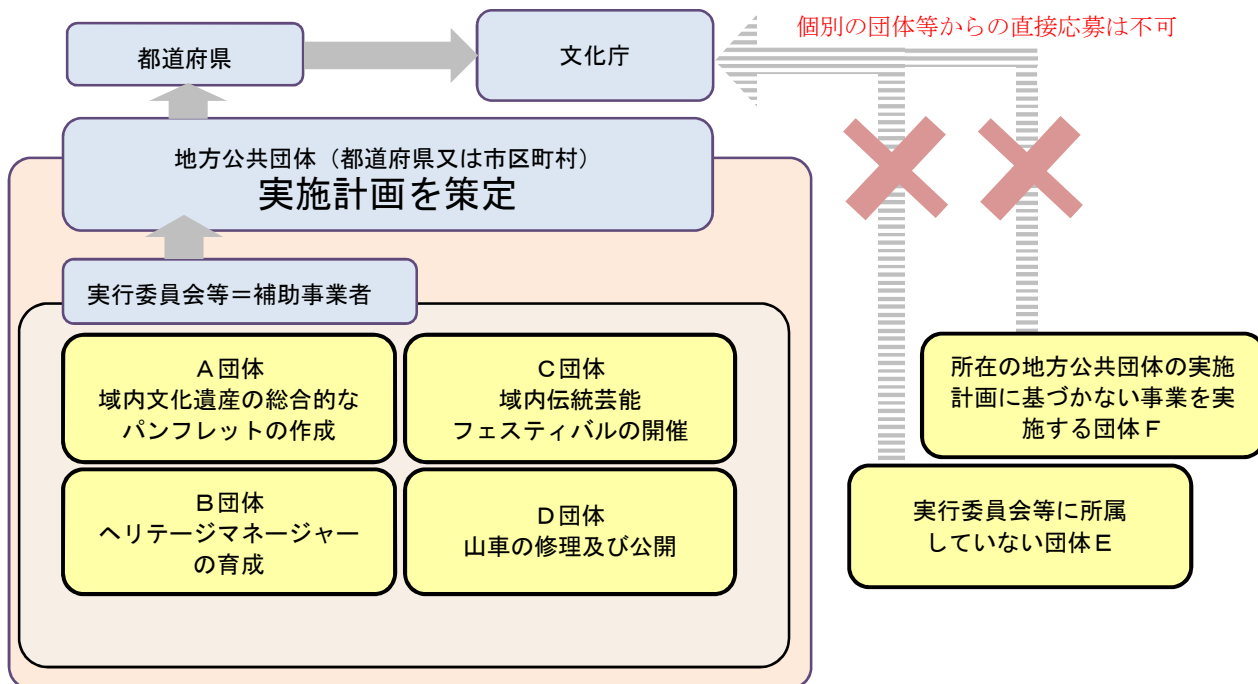 個別の団体等からの直接応募は不可
都道府県
文化庁
地方公共団体（都道府県又は市区町村）
実施計画を策定
実行委員会等＝補助事業者
Ａ団体
域内文化遺産の総合的な
パンフレットの作成
Ｃ団体
域内伝統芸能
フェスティバルの開催
Ｂ団体
ヘリテージマネージャー
の育成
Ｄ団体
山車の修理及び公開
所在の地方公共団体の実施
計画に基づかない事業を実
施する団体Ｆ
実行委員会等に所属
していない団体Ｅ